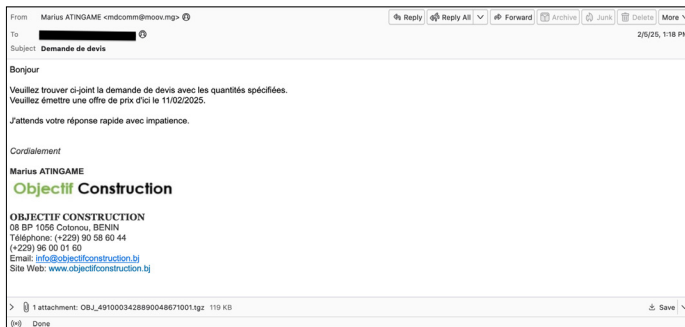 From Marius ATINGAME <mdcomm@moov.mg>
Reply Reply All Forward Archive Junk Delete More
To
2/5/25, 1:18 PM
Subject Demande de devis
Bonjour
Veuillez trouver ci-joint la demande de devis avec les quantités spécifiées.
Veuillez émettre une offre de prix d'ici le 11/02/2025.
J'attends votre réponse rapide avec impatience.
Cordialement
Marius ATINGAME
Objectif Construction
OBJECTIF CONSTRUCTION
08 BP 1056 Cotonou, BENIN
Téléphone: (+229) 90 58 60 44
(+229) 96 00 01 60
Email: info@objectifconstruction.bj
Site Web: www.objectifconstruction.bj
1 attachment: OBJ_4910003428890048671001.tgz 119 KB Save
Done